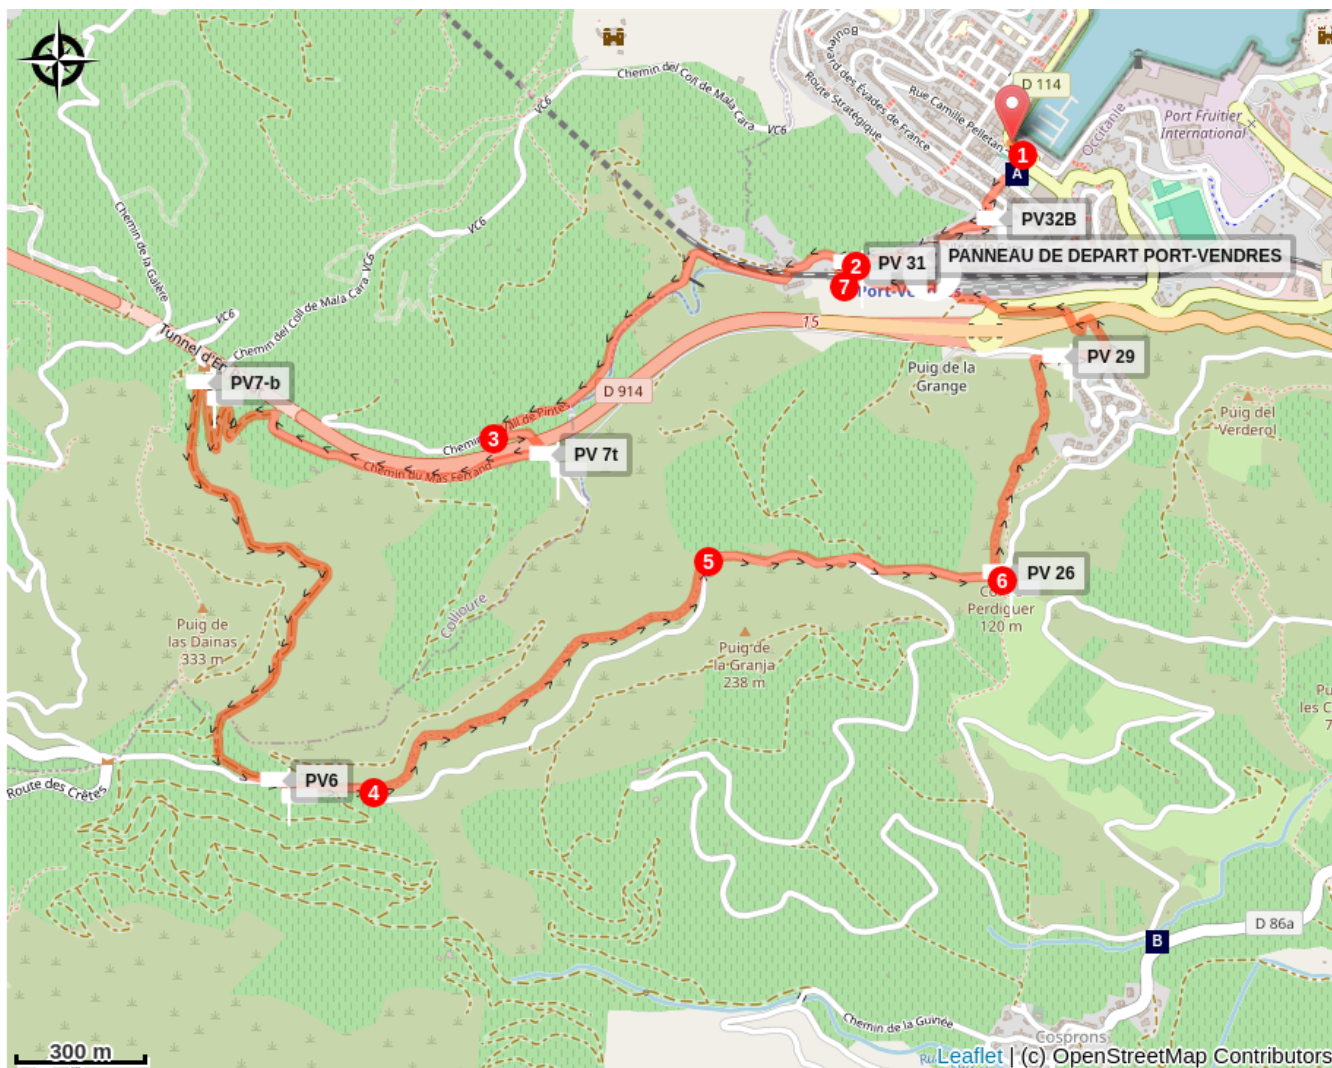 Boulevard des Évadés de France
Route Stratégique
Rue Camille Pelletan
D 114
Occitanie
Port Fruitier
International
Chemin del Coll de Mala
Cara
VC6
VC6
VC6
1
A
PV32B
PANNEAU DE DEPART PORT-VENDRES
PV 31
2
7
Chemin de la Galère
Chemin del Coll de Mala Cara
VC6
VC6
15
Tunnel d'E
PV7-b
D 914
Puig de la
Grange
PV 29
Puig del
Verderol
3
Chemin du Mas Ferrand
PV 7t
5
6
PV 26
Perdiguer
120 m
Collioure
Puig de
las Dainas
333 m
Puig de
la Granja
238 m
Route des Crêtes
PV6
4
B
D 86a
Chemin de la Guinée
Cosprons
300 m
Leaflet | (c) OpenStreetMap Contributors